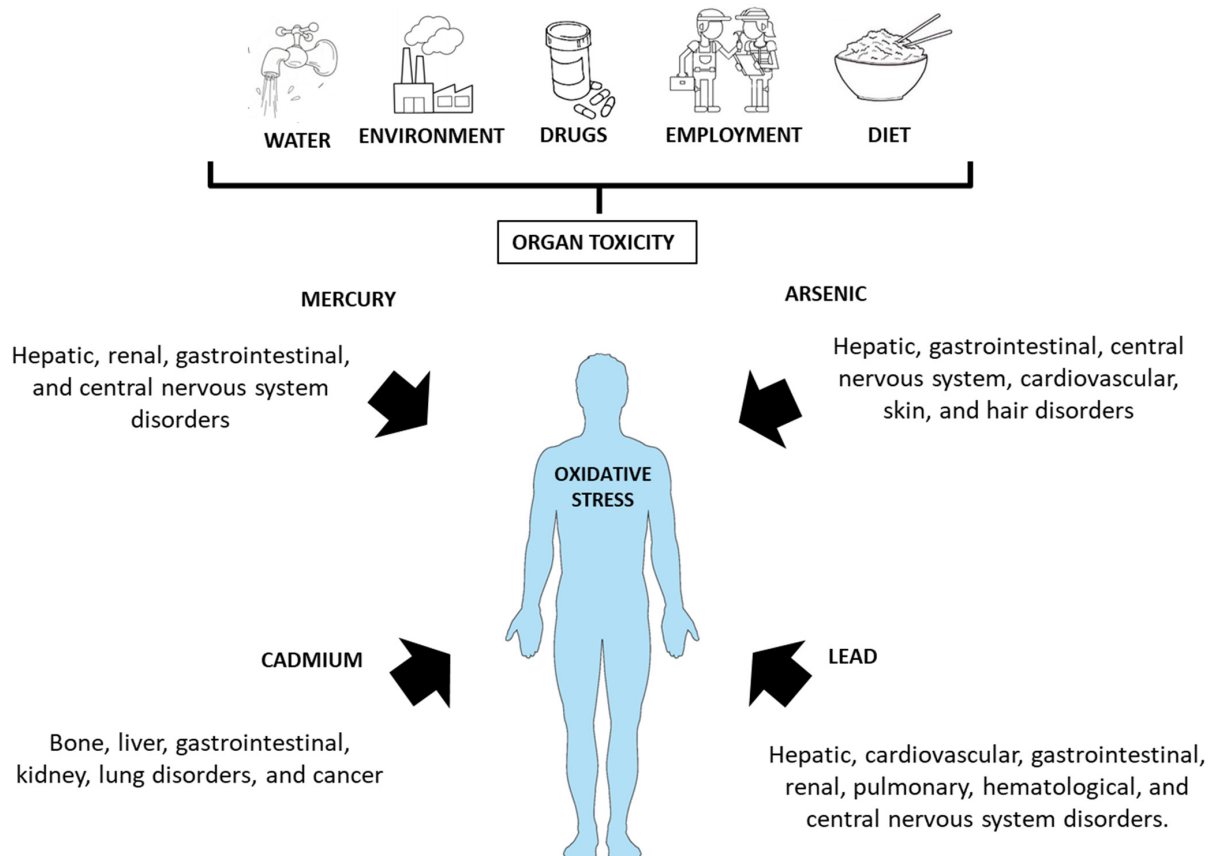 WATER
ENVIRONMENT
DRUGS
EMPLOYMENT
DIET
ORGAN TOXICITY
MERCURY
Hepatic, renal, gastrointestinal,
and central nervous system
disorders
ARSENIC
Hepatic, gastrointestinal, central
nervous system, cardiovascular,
skin, and hair disorders
OXIDATIVE
STRESS
CADMIUM
Bone, liver, gastrointestinal,
kidney, lung disorders, and cancer
LEAD
Hepatic, cardiovascular, gastrointestinal,
renal, pulmonary, hematological, and
central nervous system disorders.